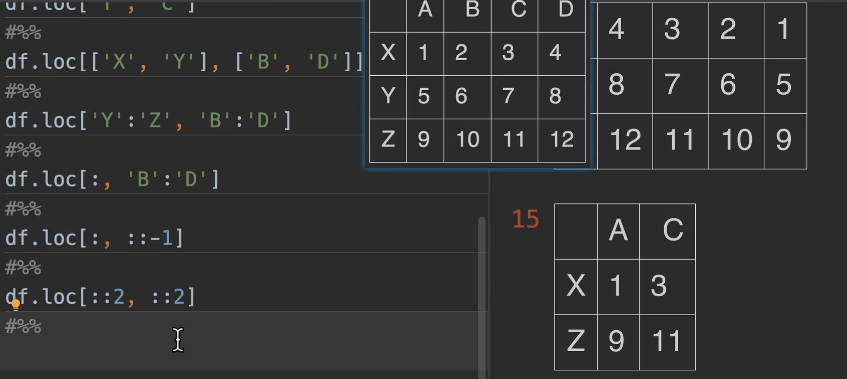 df.loc['Y', 'C']
#%%
df.loc[['X', 'Y'], ['B', 'D']]
#%%
df.loc['Y':'Z', 'B':'D']
#%%
df.loc[:, 'B':'D']
#%%
df.loc[:, ::-1]
#%%
df.loc[::2, ::2]
#%%
A B C D
X 1 2 3 4
Y 5 6 7 8
Z 9 10 11 12
4 3 2 1
8 7 6 5
12 11 10 9
15
A C
X 1 3
Z 9 11